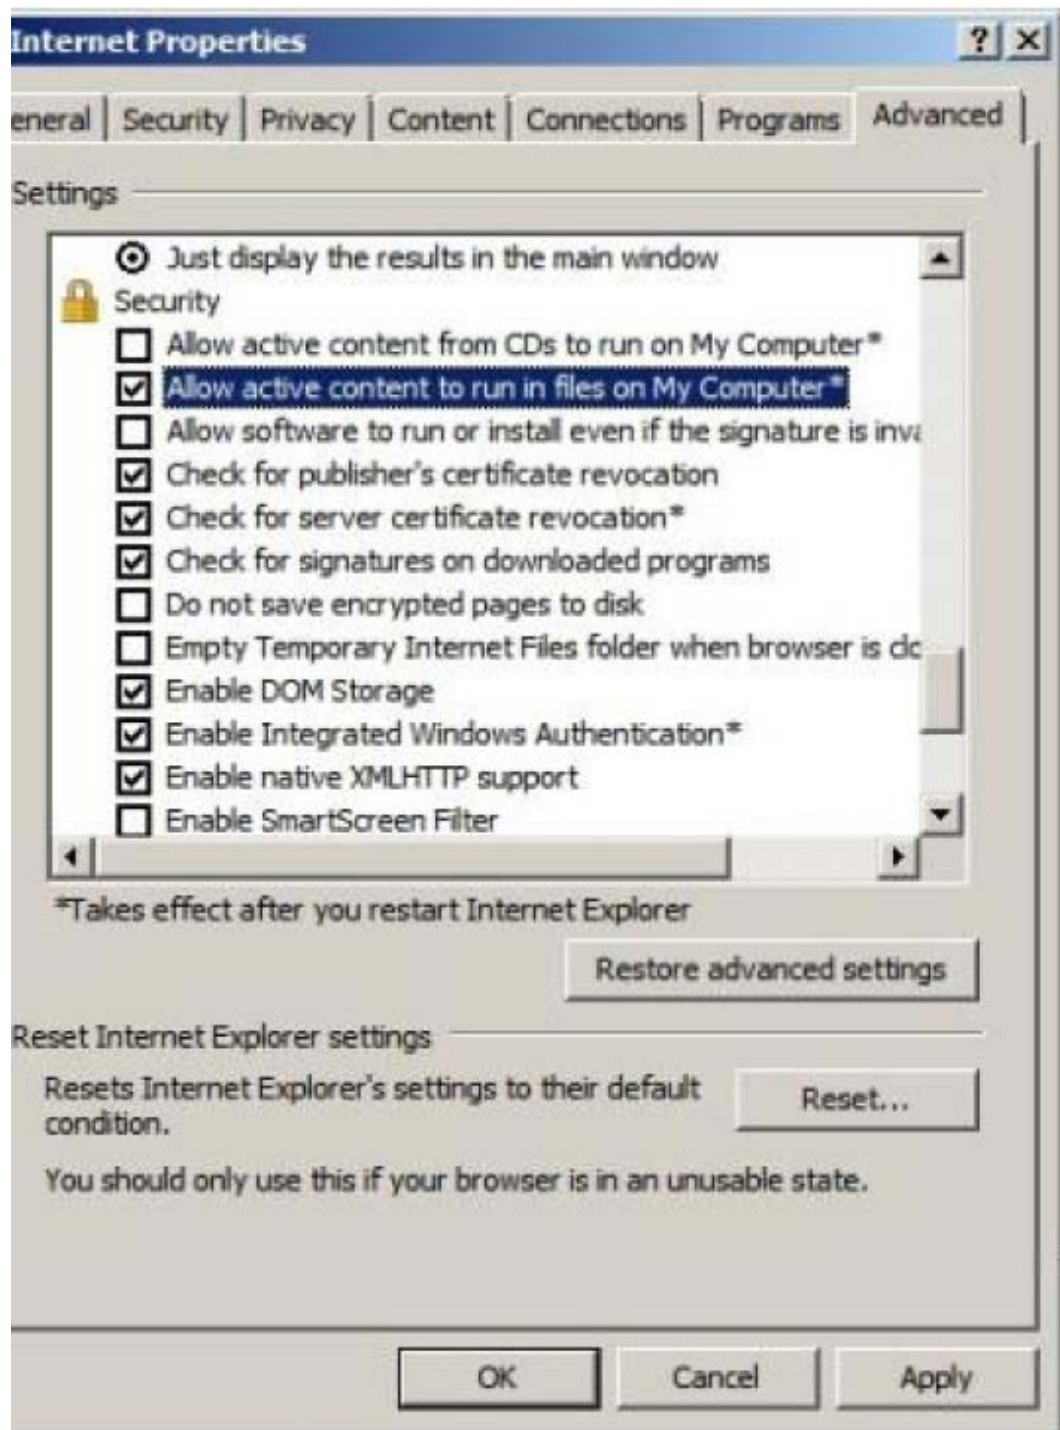 Internet Properties
eneral Security Privacy Content Connections Programs Advanced
Settings
Just display the results in the main window
Security
Allow active content from CDs to run on My Computer*
Allow active content to run in files on My Computer*
Allow software to run or install even if the signature is inva
Check for publisher's certificate revocation
Check for server certificate revocation*
Check for signatures on downloaded programs
Do not save encrypted pages to disk
Empty Temporary Internet Files folder when browser is clo
Enable DOM Storage
Enable Integrated Windows Authentication*
Enable native XMLHTTP support
Enable SmartScreen Filter
*Takes effect after you restart Internet Explorer
Restore advanced settings
Reset Internet Explorer settings
Resets Internet Explorer's settings to their default
condition.
Reset...
You should only use this if your browser is in an unusable state.
OK Cancel Apply